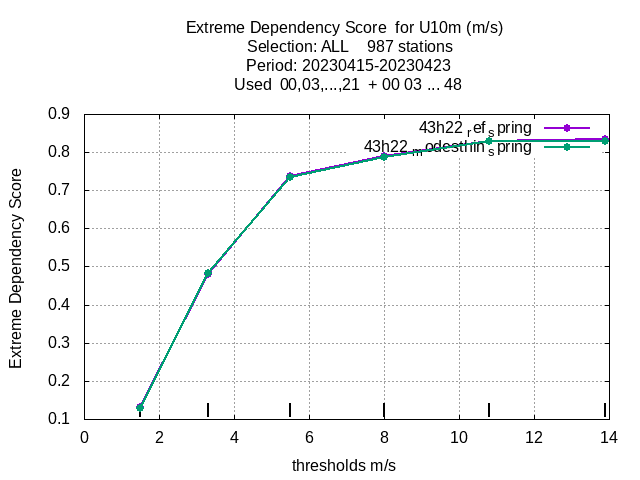 Extreme Dependency Score  for U10m (m/s)
Selection: ALL    987 stations
Period: 20230415-20230423
Used  00,03,...,21  + 00 03 ... 48
43h22_ref_spring
43h22_modesthin_spring
Extreme Dependency Score
0.9
0.8
0.7
0.6
0.5
0.4
0.3
0.2
0.1
0 2 4 6 8 10 12 14
thresholds m/s